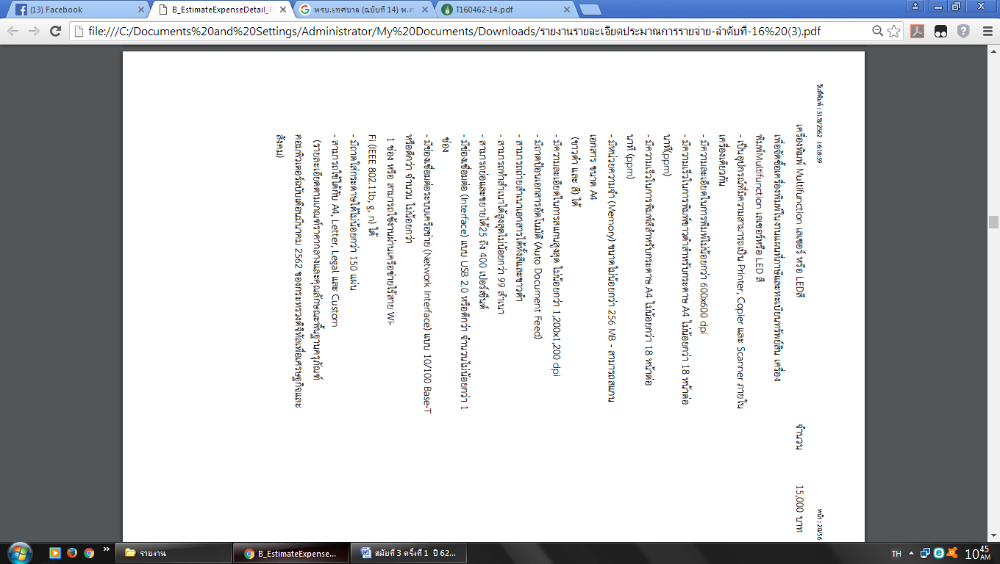 (13) Facebook
B_EstimateExpenseDetail_F
พรบ.เทศบาล (ฉบับที่ 14) พ.ศ
T160462-14.pdf
file:///C:/Documents%20and%20Settings/Administrator/My%20Documents/Downloads/รายงานรายละเอียดประมาณการรายจ่าย-ลำดับที่-16%20(3).pdf
วันที่พิมพ์ : 31/8/2562 16:18:59
หน้า : 20/56
เครื่องพิมพ์ Multifunction เลเซอร์ หรือ LEDสี จำนวน 15,000 บาท
เพื่อจัดซื้อเครื่องพิมพ์ในงานแผนที่ภาษีและทะเบียนทรัพย์สิน เครื่อง
พิมพ์Multifunction เลเซอร์หรือ LED สี
- เป็นอุปกรณ์ที่มีความสามารถเป็น Printer, Copier และ Scanner ภายใน
เครื่องเดียวกัน
- มีความละเอียดในการพิมพ์ไม่น้อยกว่า 600x600 dpi
- มีความเร็วในการพิมพ์ขาวดำสำหรับกระดาษ A4 ไม่น้อยกว่า 18 หน้าต่อ
นาที(ppm)
- มีความเร็วในการพิมพ์สีสำหรับกระดาษ A4 ไม่น้อยกว่า 18 หน้าต่อ
นาที (ppm)
- มีหน่วยความจำ (Memory) ขนาดไม่น้อยกว่า 256 MB - สามารถสแกน
เอกสาร ขนาด A4
(ขาวดำ และ สี) ได้
- มีความละเอียดในการสแกนสูงสุด ไม่น้อยกว่า 1,200x1,200 dpi
- มีถาดป้อนเอกสารอัตโนมัติ (Auto Document Feed)
- สามารถถ่ายสำเนาเอกสารได้ทั้งสีและขาวดำ
- สามารถทำสำเนาได้สูงสุดไม่น้อยกว่า 99 สำเนา
- สามารถย่อและขยายได้25 ถึง 400 เปอร์เซ็นต์
- มีช่องเชื่อมต่อ (Interface) แบบ USB 2.0 หรือดีกว่า จำนวนไม่น้อยกว่า 1
ช่อง
- มีช่องเชื่อมต่อระบบเครือข่าย (Network Interface) แบบ 10/100 Base-T
หรือดีกว่า จำนวน ไม่น้อยกว่า
1 ช่อง หรือ สามารถใช้งานผ่านเครือข่ายไร้สาย Wi-
Fi (IEEE 802.11b, g, n) ได้
- มีถาดใส่กระดาษได้ไม่น้อยกว่า 150 แผ่น
- สามารถใช้ได้กับ A4, Letter, Legal และ Custom
(รายละเอียดตามเกณฑ์ราคากลางและคุณลักษณะพื้นฐานครุภัณฑ์
คอมพิวเตอร์ฉบับเดือนมีนาคม 2562 ของกระทรวงดิจิทัลเพื่อเศรษฐกิจและ
สังคม)
รายงาน
B_EstimateExpense...
สมัยที่ 3 ครั้งที่ 1 ปี 62...
TH
10 45 AM